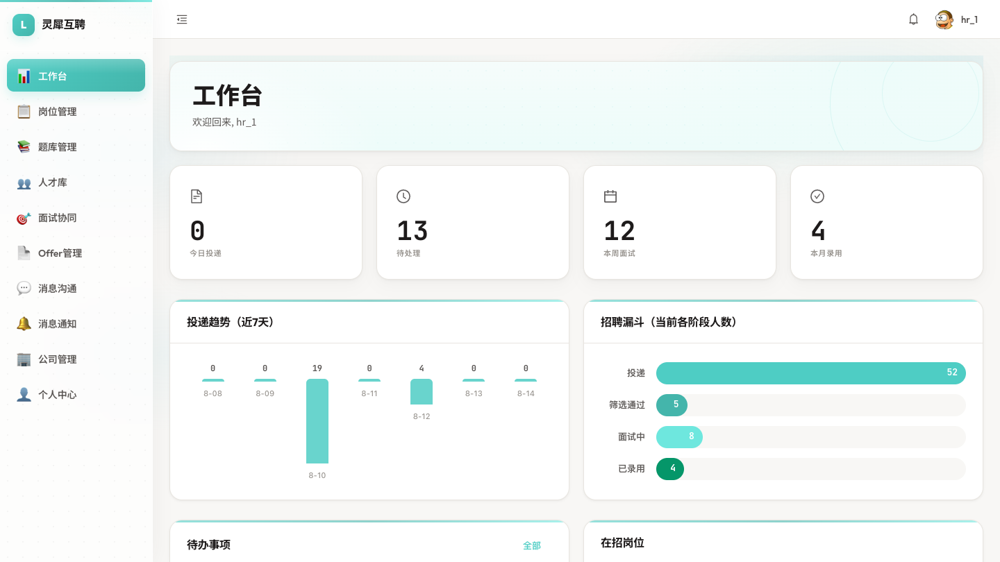 L 灵犀互聘
hr_1
工作台
岗位管理
题库管理
人才库
面试协同
Offer管理
消息沟通
消息通知
公司管理
个人中心
工作台
欢迎回来, hr_1
0
今日投递
13
待处理
12
本周面试
4
本月录用
投递趋势（近7天）
0 0 19 0 4 0 0
8-08 8-09 8-10 8-11 8-12 8-13 8-14
招聘漏斗（当前各阶段人数）
投递 52
筛选通过 5
面试中 8
已录用 4
待办事项 全部
在招岗位